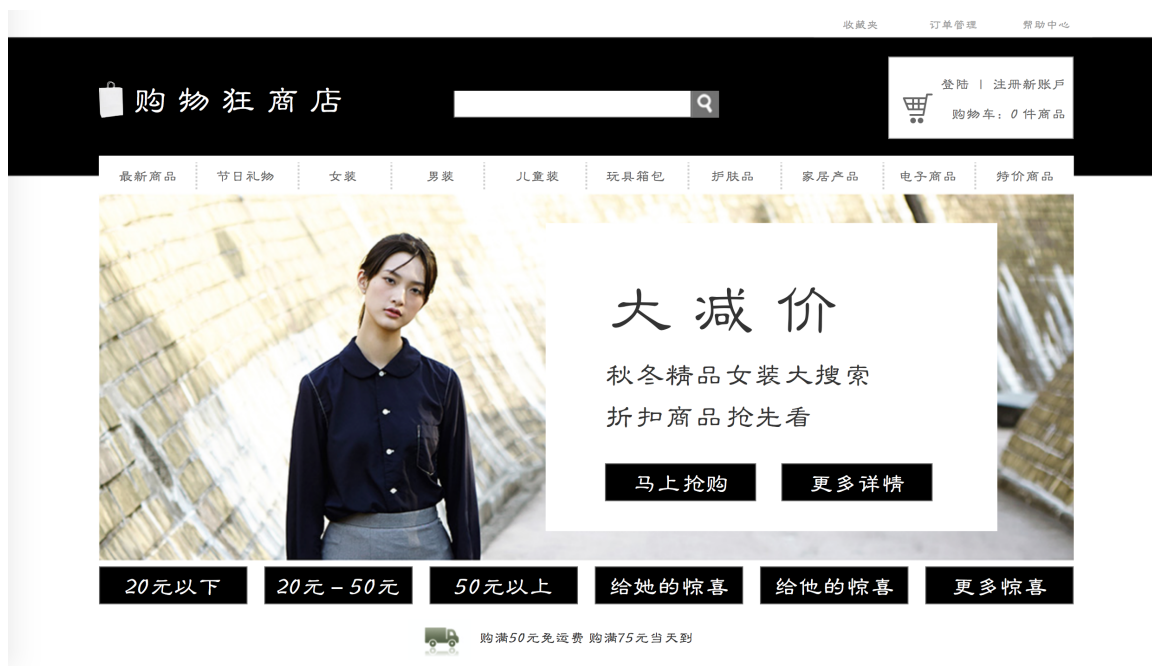 收藏夹 订单管理 帮助中心
购物狂商店
登陆 | 注册新账户
购物车：0 件商品
最新商品 节日礼物 女装 男装 儿童装 玩具箱包 护肤品 家居产品 电子商品 特价商品
大减价
秋冬精品女装大搜索
折扣商品抢先看
马上抢购 更多详情
20元以下 20元－50元 50元以上 给她的惊喜 给他的惊喜 更多惊喜
购满50元免运费 购满75元当天到